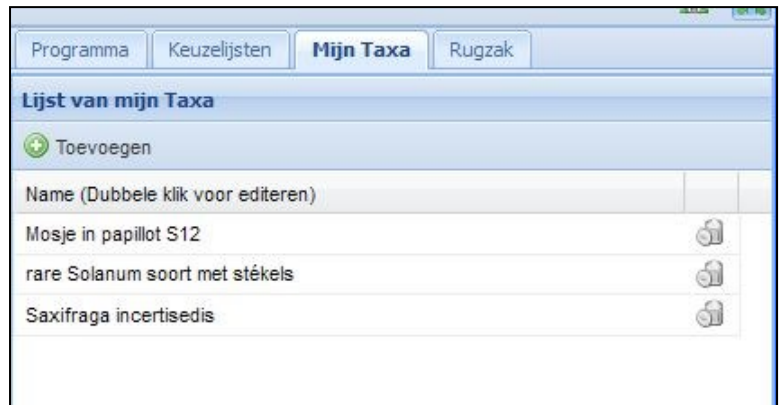 Programma Keuzelijsten Mijn Taxa Rugzak
Lijst van mijn Taxa
Toevoegen
Name (Dubbele klik voor editeren)
Mosje in papillot S12
rare Solanum soort met stékels
Saxifraga incertisedis